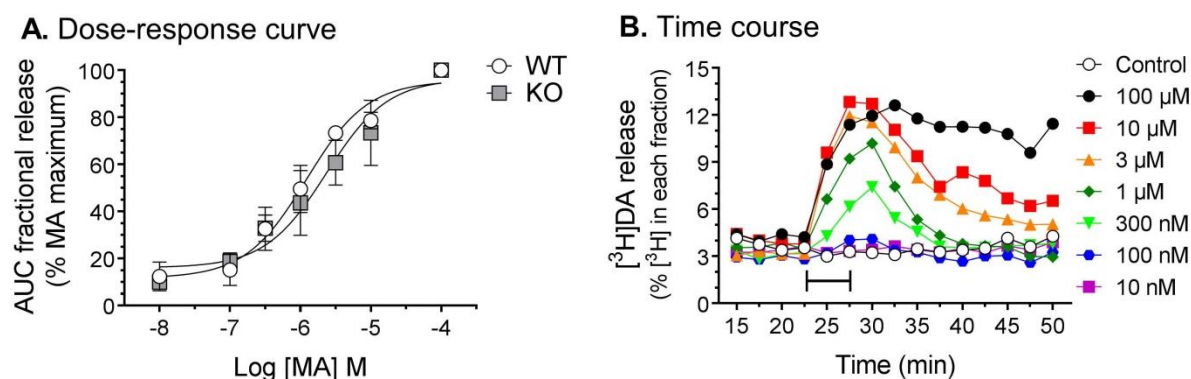 A. Dose-response curve
AUC fractional release
(% MA maximum)
100
80
60
40
20
0
-8
-7
-6
-5
-4
Log [MA] M
WT
KO
B. Time course
[³H]DA release
(% [³H] in each fraction)
15
12
9
6
3
0
15
20
25
30
35
40
45
50
Time (min)
Control
100 µM
10 µM
3 µM
1 µM
300 nM
100 nM
10 nM